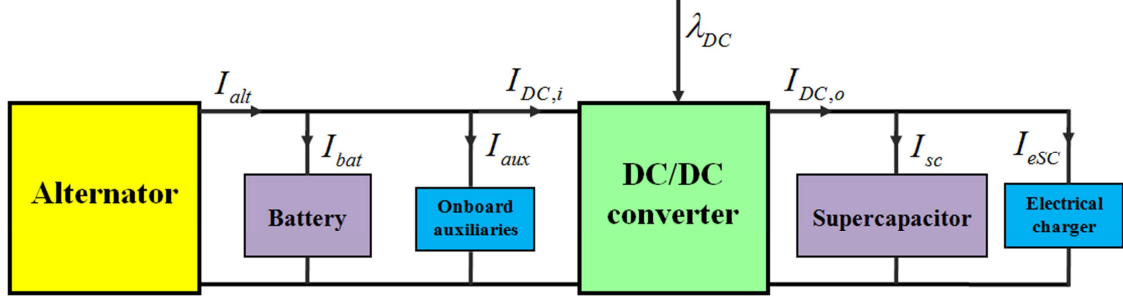 λDC
Ialt
IDC,i
IDC,o
Ibat
Iaux
Isc
IeSC
Alternator
Battery
Onboard
auxiliaries
DC/DC
converter
Supercapacitor
Electrical
charger